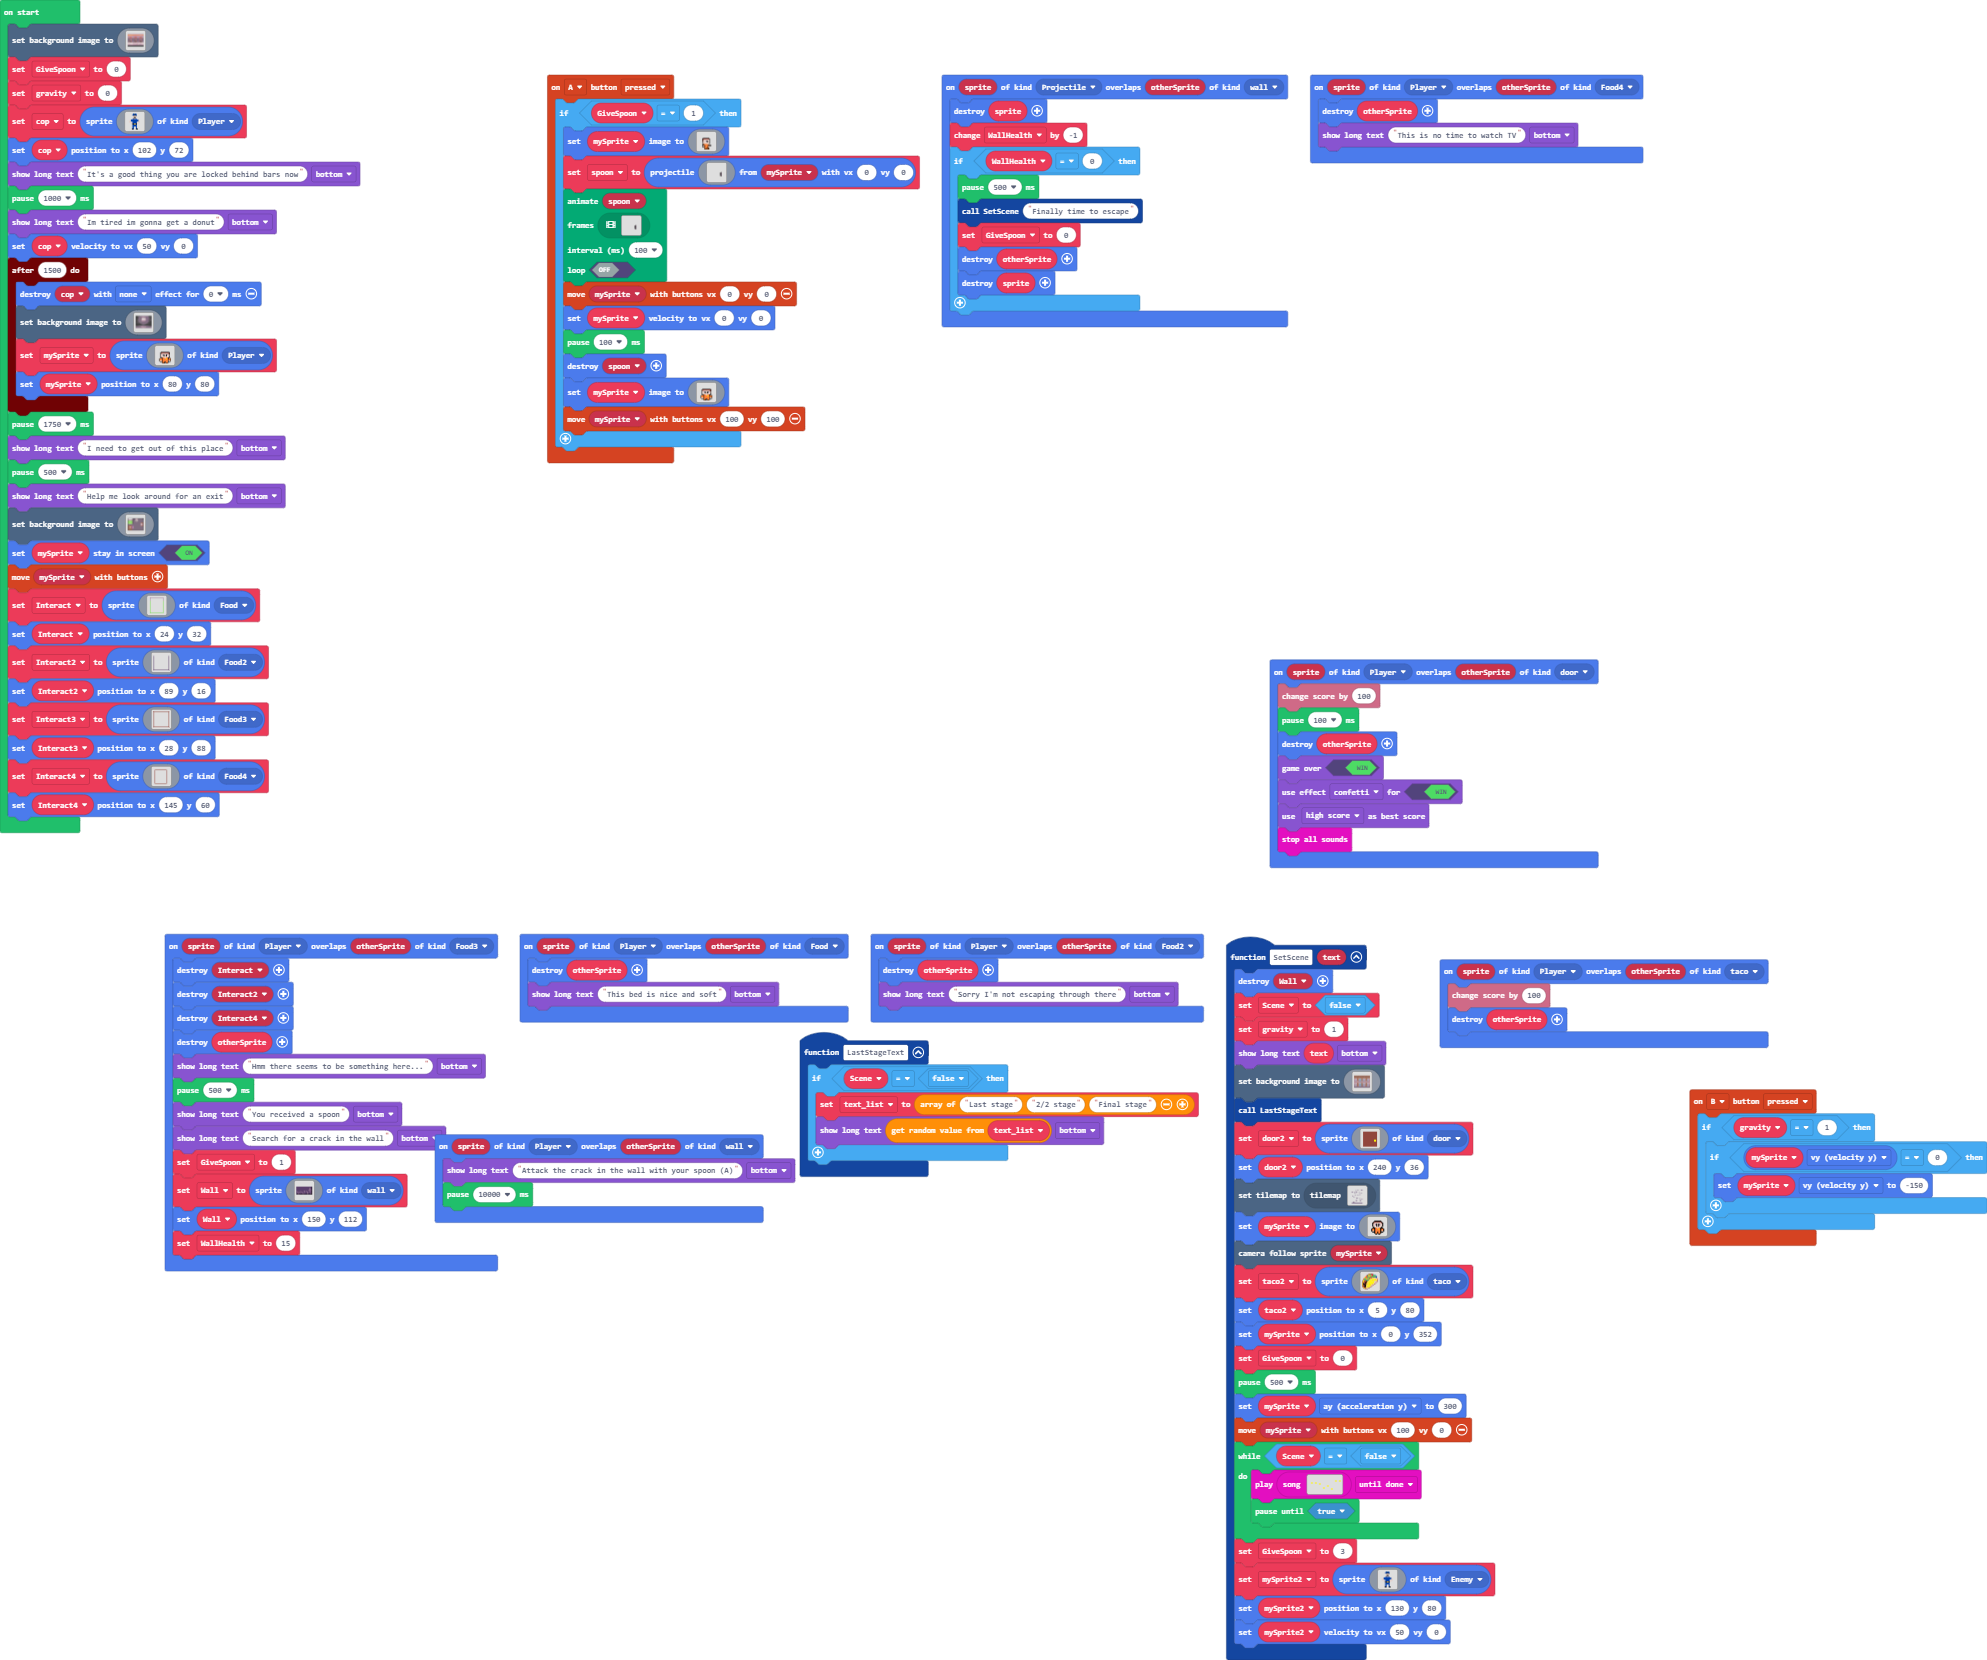 on start
set background image to
set GiveSpoon to 0
set gravity to 0
set cop to sprite of kind Player
set cop position to x 102 y 72
show long text "It's a good thing you are locked behind bars now" bottom
pause 1000 ms
show long text "Im tired im gonna get a donut" bottom
set cop velocity to vx 50 vy 0
after 1500 do
destroy cop with none effect for 0 ms
set background image to
set mySprite to sprite of kind Player
set mySprite position to x 80 y 80
pause 1750 ms
show long text "I need to get out of this place" bottom
pause 500 ms
show long text "Help me look around for an exit" bottom
set background image to
set mySprite stay in screen ON
move mySprite with buttons
set Interact to sprite of kind Food
set Interact position to x 24 y 32
set Interact2 to sprite of kind Food2
set Interact2 position to x 89 y 16
set Interact3 to sprite of kind Food3
set Interact3 position to x 28 y 88
set Interact4 to sprite of kind Food4
set Interact4 position to x 145 y 60
on A button pressed
if GiveSpoon = 1 then
set mySprite image to
set spoon to projectile from mySprite with vx 0 vy 0
animate spoon
frames
interval (ms) 100
loop OFF
move mySprite with buttons vx 0 vy 0
set mySprite velocity to vx 0 vy 0
pause 100 ms
destroy spoon
set mySprite image to
move mySprite with buttons vx 100 vy 100
on sprite of kind Projectile overlaps otherSprite of kind wall
destroy sprite
change WallHealth by -1
if WallHealth = 0 then
pause 500 ms
call SetScene "Finally time to escape"
set GiveSpoon to 0
destroy otherSprite
destroy sprite
on sprite of kind Player overlaps otherSprite of kind Food4
destroy otherSprite
show long text "This is no time to watch TV" bottom
on sprite of kind Player overlaps otherSprite of kind door
change score by 100
pause 100 ms
destroy otherSprite
game over WIN
use effect confetti for WIN
use high score as best score
stop all sounds
on sprite of kind Player overlaps otherSprite of kind Food3
destroy Interact
destroy Interact2
destroy Interact4
destroy otherSprite
show long text "Hmm there seems to be something here..." bottom
pause 500 ms
show long text "You received a spoon" bottom
show long text "Search for a crack in the wall" bottom
set GiveSpoon to 1
set Wall to sprite of kind wall
set Wall position to x 150 y 112
set WallHealth to 15
on sprite of kind Player overlaps otherSprite of kind Food
destroy otherSprite
show long text "This bed is nice and soft" bottom
on sprite of kind Player overlaps otherSprite of kind Food2
destroy otherSprite
show long text "Sorry I'm not escaping through there" bottom
on sprite of kind Player overlaps otherSprite of kind wall
show long text "Attack the crack in the wall with your spoon (A)" bottom
pause 10000 ms
function LastStageText
if Scene = false then
set text_list to array of "Last stage" "2/2 stage" "Final stage"
show long text get random value from text_list bottom
function SetScene text
destroy Wall
set Scene to false
set gravity to 1
show long text text bottom
set background image to
call LastStageText
set door2 to sprite of kind door
set door2 position to x 240 y 36
set tilemap to tilemap
set mySprite image to
camera follow sprite mySprite
set taco2 to sprite of kind taco
set taco2 position to x 5 y 80
set mySprite position to x 0 y 352
set GiveSpoon to 0
pause 500 ms
set mySprite ay (acceleration y) to 300
move mySprite with buttons vx 100 vy 0
while Scene = false
do
play song until done
pause until true
set GiveSpoon to 3
set mySprite2 to sprite of kind Enemy
set mySprite2 position to x 130 y 80
set mySprite2 velocity to vx 50 vy 0
on sprite of kind Player overlaps otherSprite of kind taco
change score by 100
destroy otherSprite
on B button pressed
if gravity = 1 then
if mySprite vy (velocity y) = 0 then
set mySprite vy (velocity y) to -150